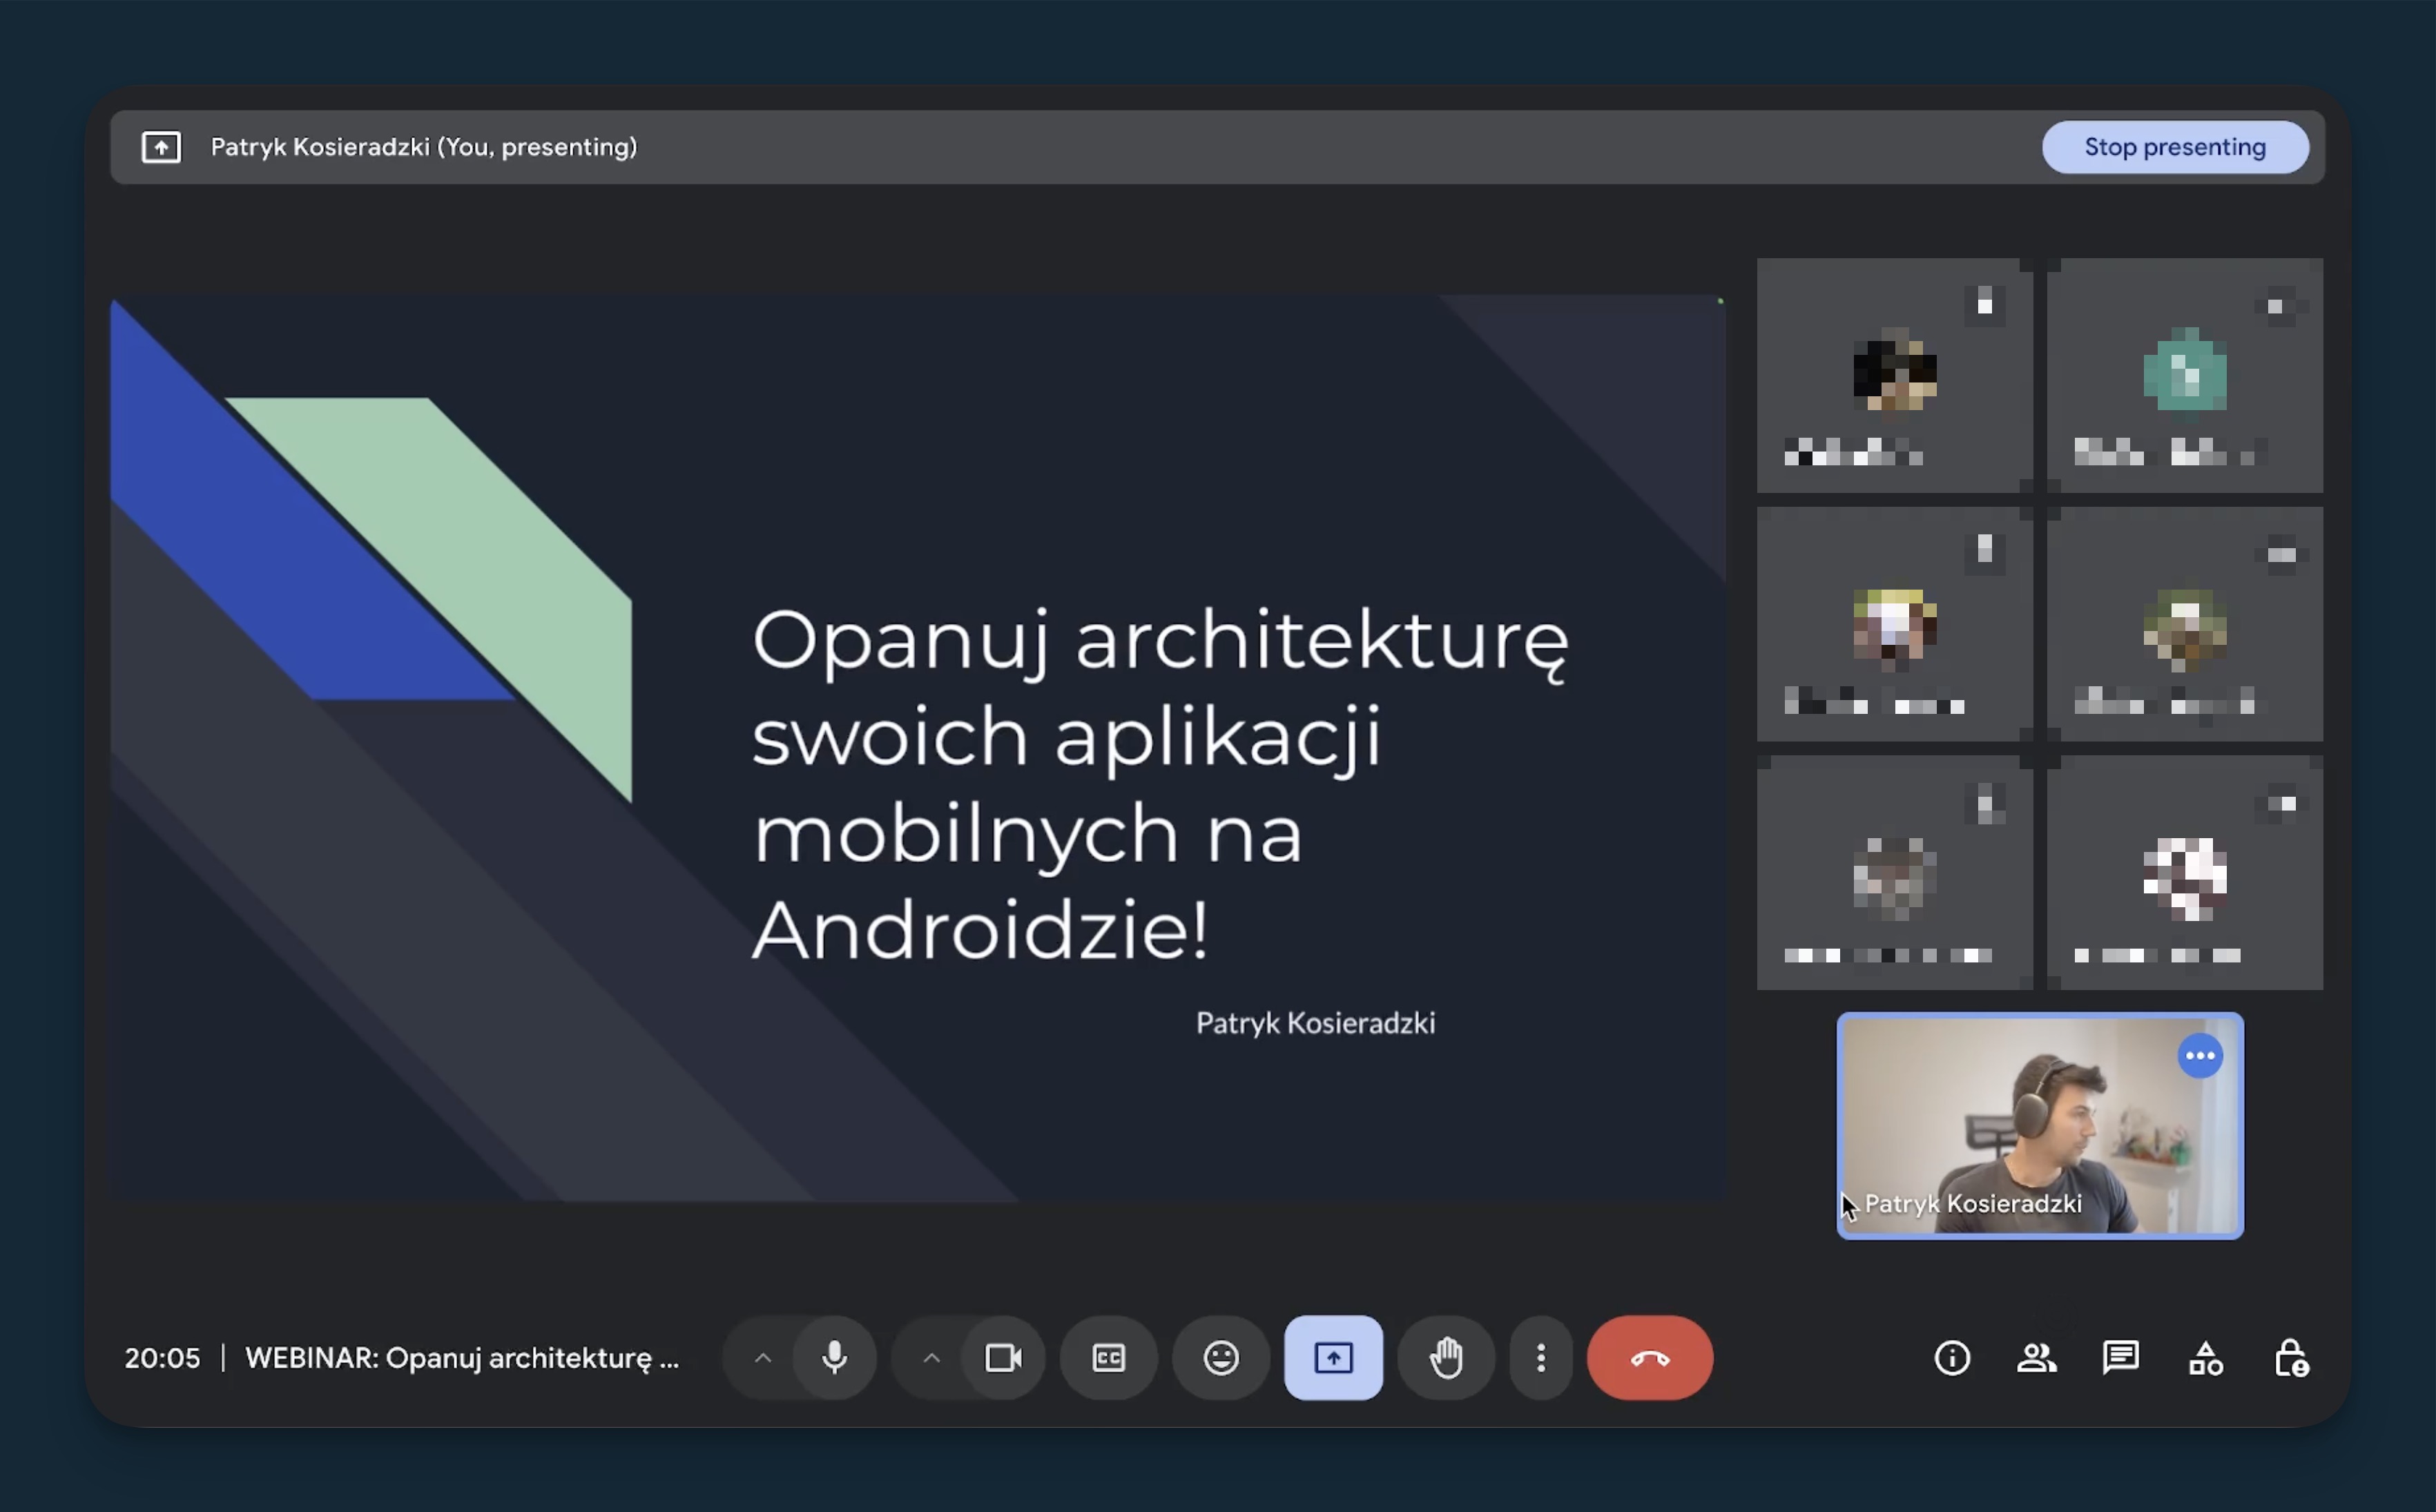 Patryk Kosieradzki (You, presenting)
Stop presenting
Opanuj architekturę
swoich aplikacji
mobilnych na
Androidzie!
Patryk Kosieradzki
Patryk Kosieradzki
20:05 | WEBINAR: Opanuj architekturę ...
CC